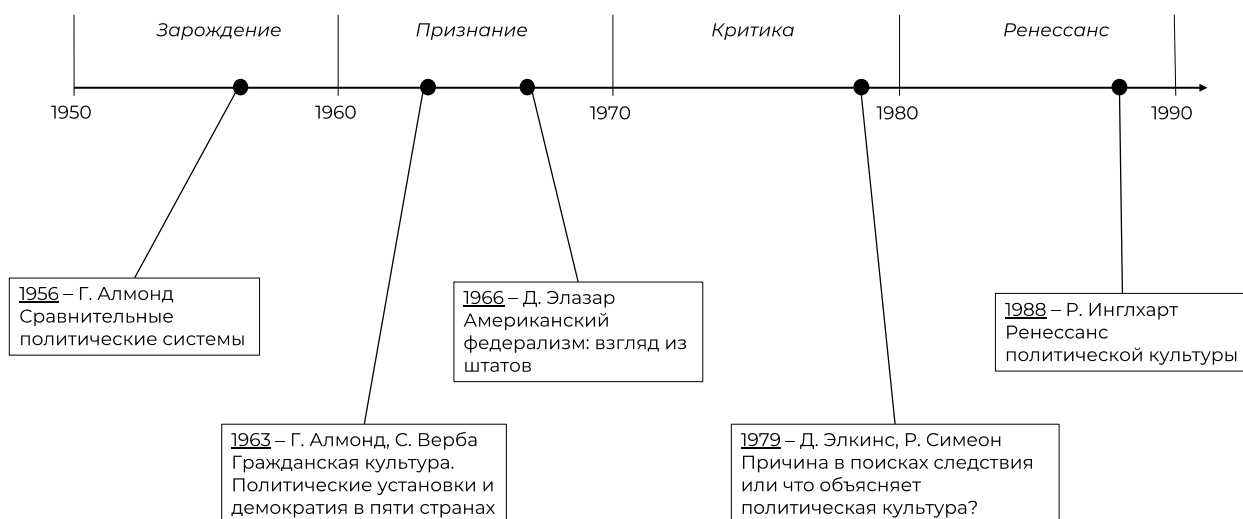 Зарождение
Признание
Критика
Ренессанс
1950
1960
1970
1980
1990
1956 – Г. Алмонд
Сравнительные
политические системы
1966 – Д. Элазар
Американский
федерализм: взгляд из
штатов
1988 – Р. Инглхарт
Ренессанс
политической культуры
1963 – Г. Алмонд, С. Верба
Гражданская культура.
Политические установки и
демократия в пяти странах
1979 – Д. Элкинс, Р. Симеон
Причина в поисках следствия
или что объясняет
политическая культура?